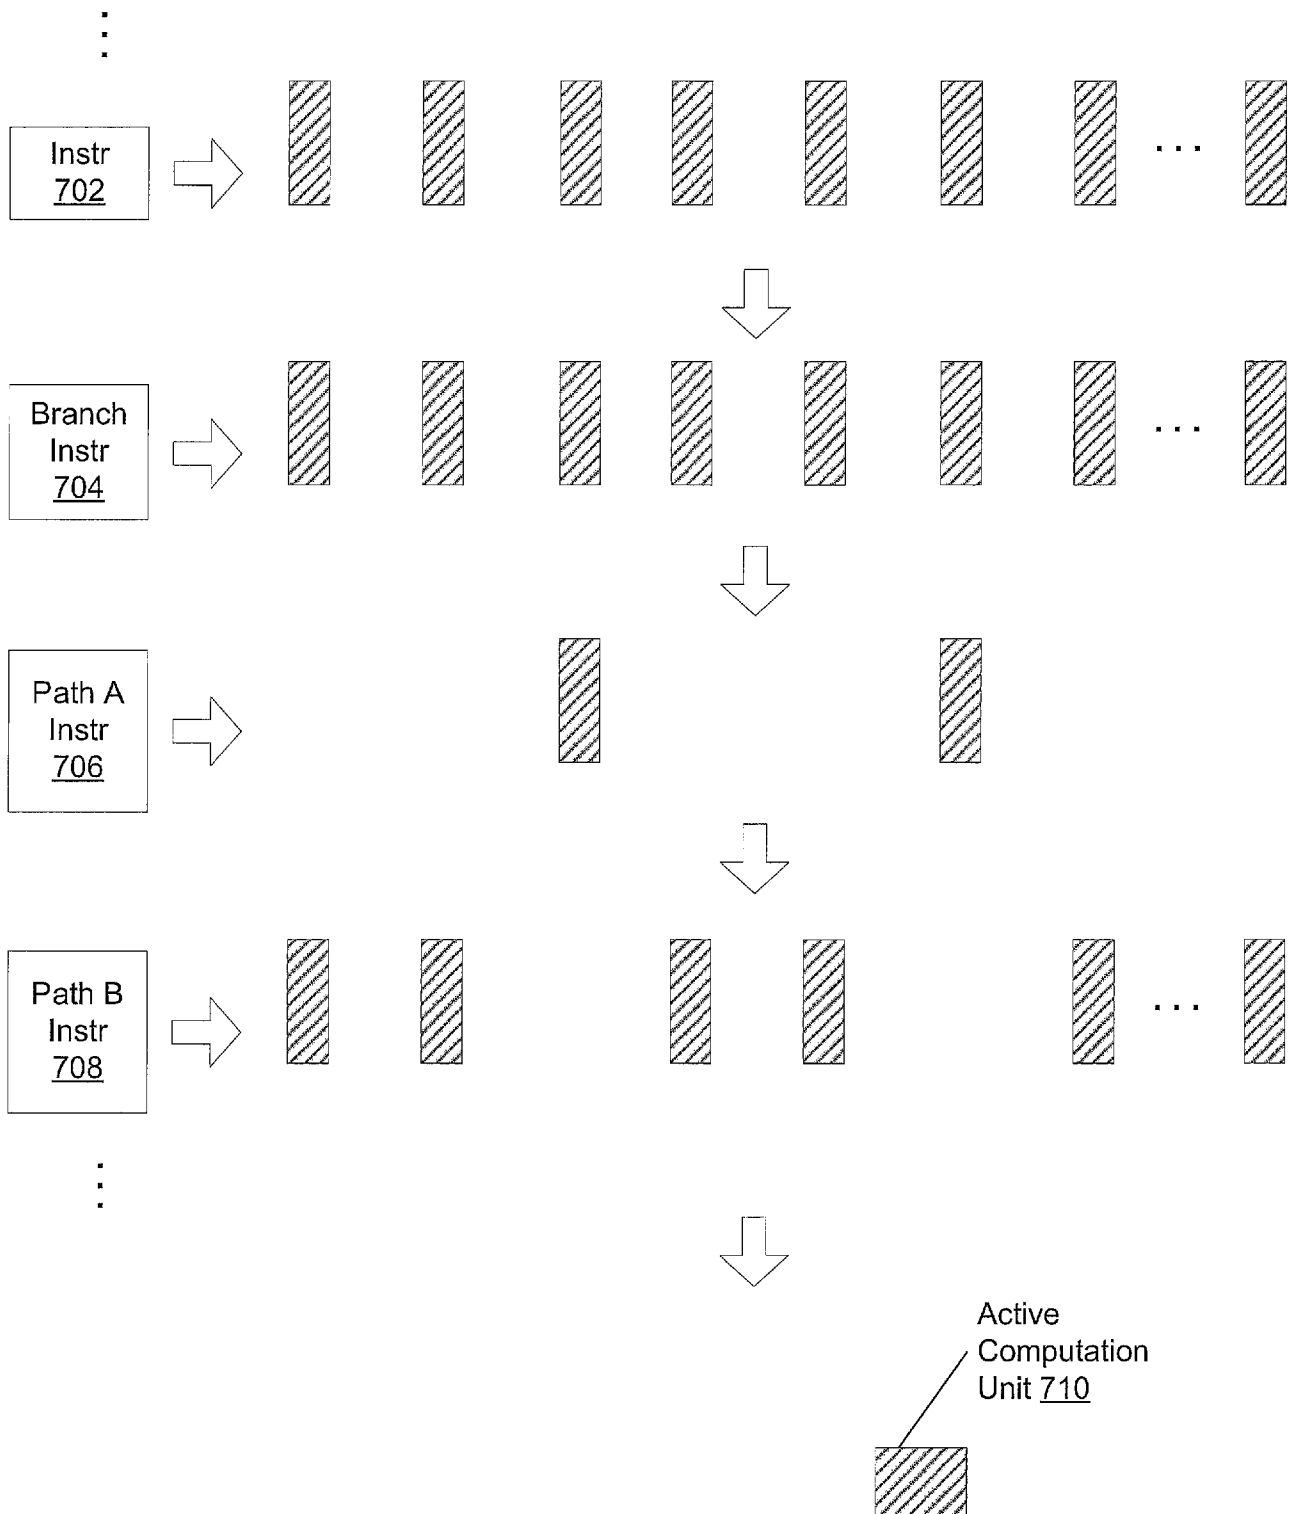 Instr
702
Branch
Instr
704
Path A
Instr
706
Path B
Instr
708
Active
Computation
Unit 710